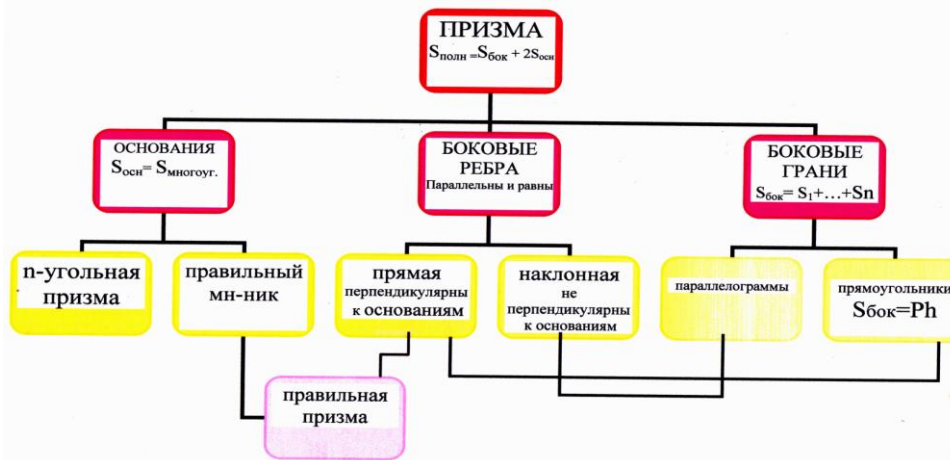 ПРИЗМА
Sполн =Sбок + 2Sосн
ОСНОВАНИЯ
Sосн= Sмногоуг.
БОКОВЫЕ
РЕБРА
Параллельны и равны
БОКОВЫЕ
ГРАНИ
Sбок= S1+…+Sn
n-угольная
призма
правильный
мн-ник
прямая
перпендикулярны
к основаниям
наклонная
не
перпендикулярны
к основаниям
параллелограммы
прямоугольники
Sбок=Ph
правильная
призма